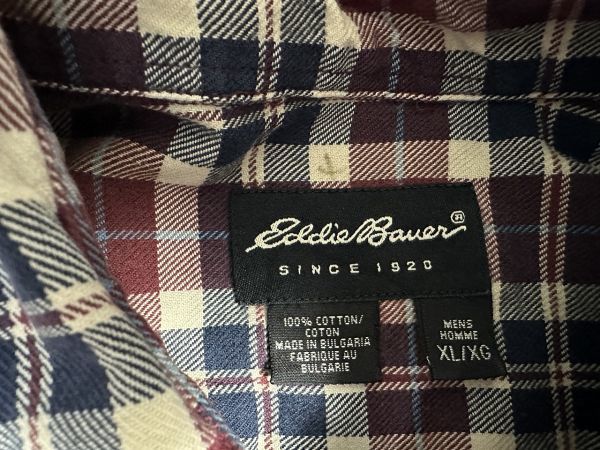 Eddie Bauer®
SINCE 1920
100% COTTON/
COTON
MADE IN BULGARIA
FABRIQUE AU
BULGARIE
MENS
HOMME
XL/XG